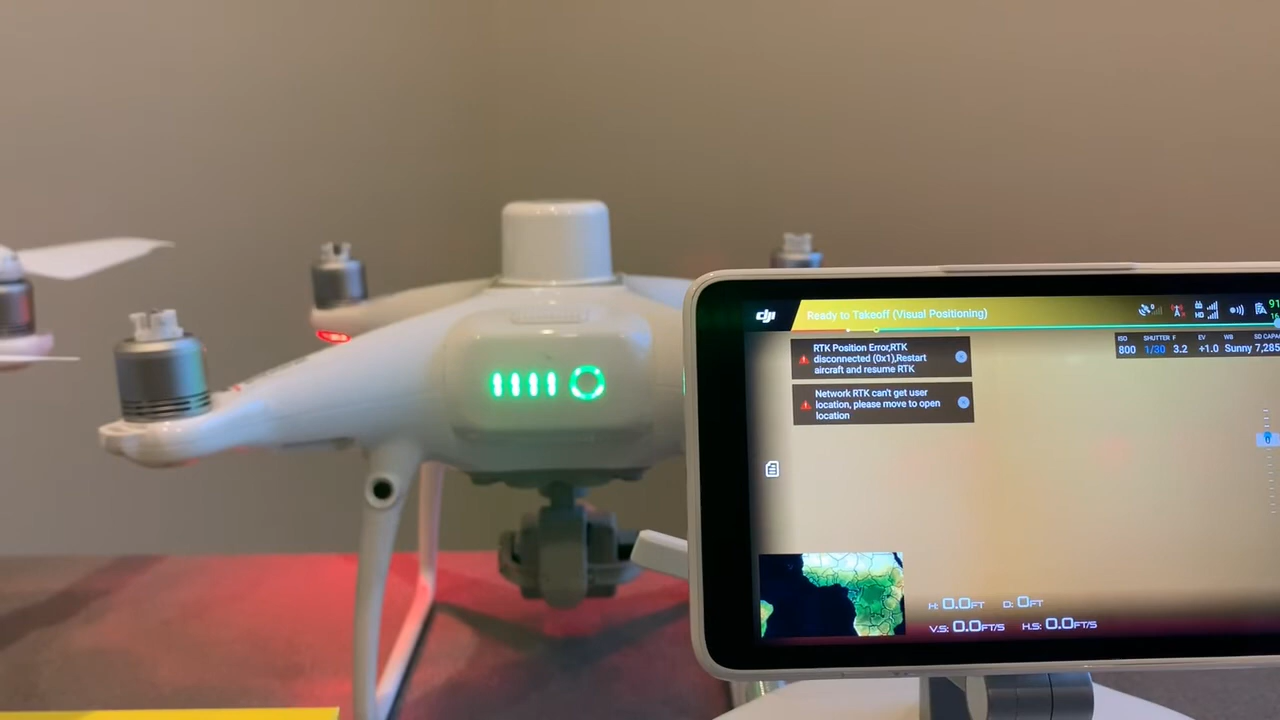 dji
Ready to Takeoff (Visual Positioning)
HD
91
RTK Position Error,RTK
disconnected (0x1),Restart
aircraft and resume RTK
Network RTK can't get user
location, please move to open
location
ISO SHUTTER F EV WB SD CAPA
800 1/30 3.2 +1.0 Sunny 7,285
H: 0.0FT D: 0FT
V.S: 0.0FT/S H.S: 0.0FT/S